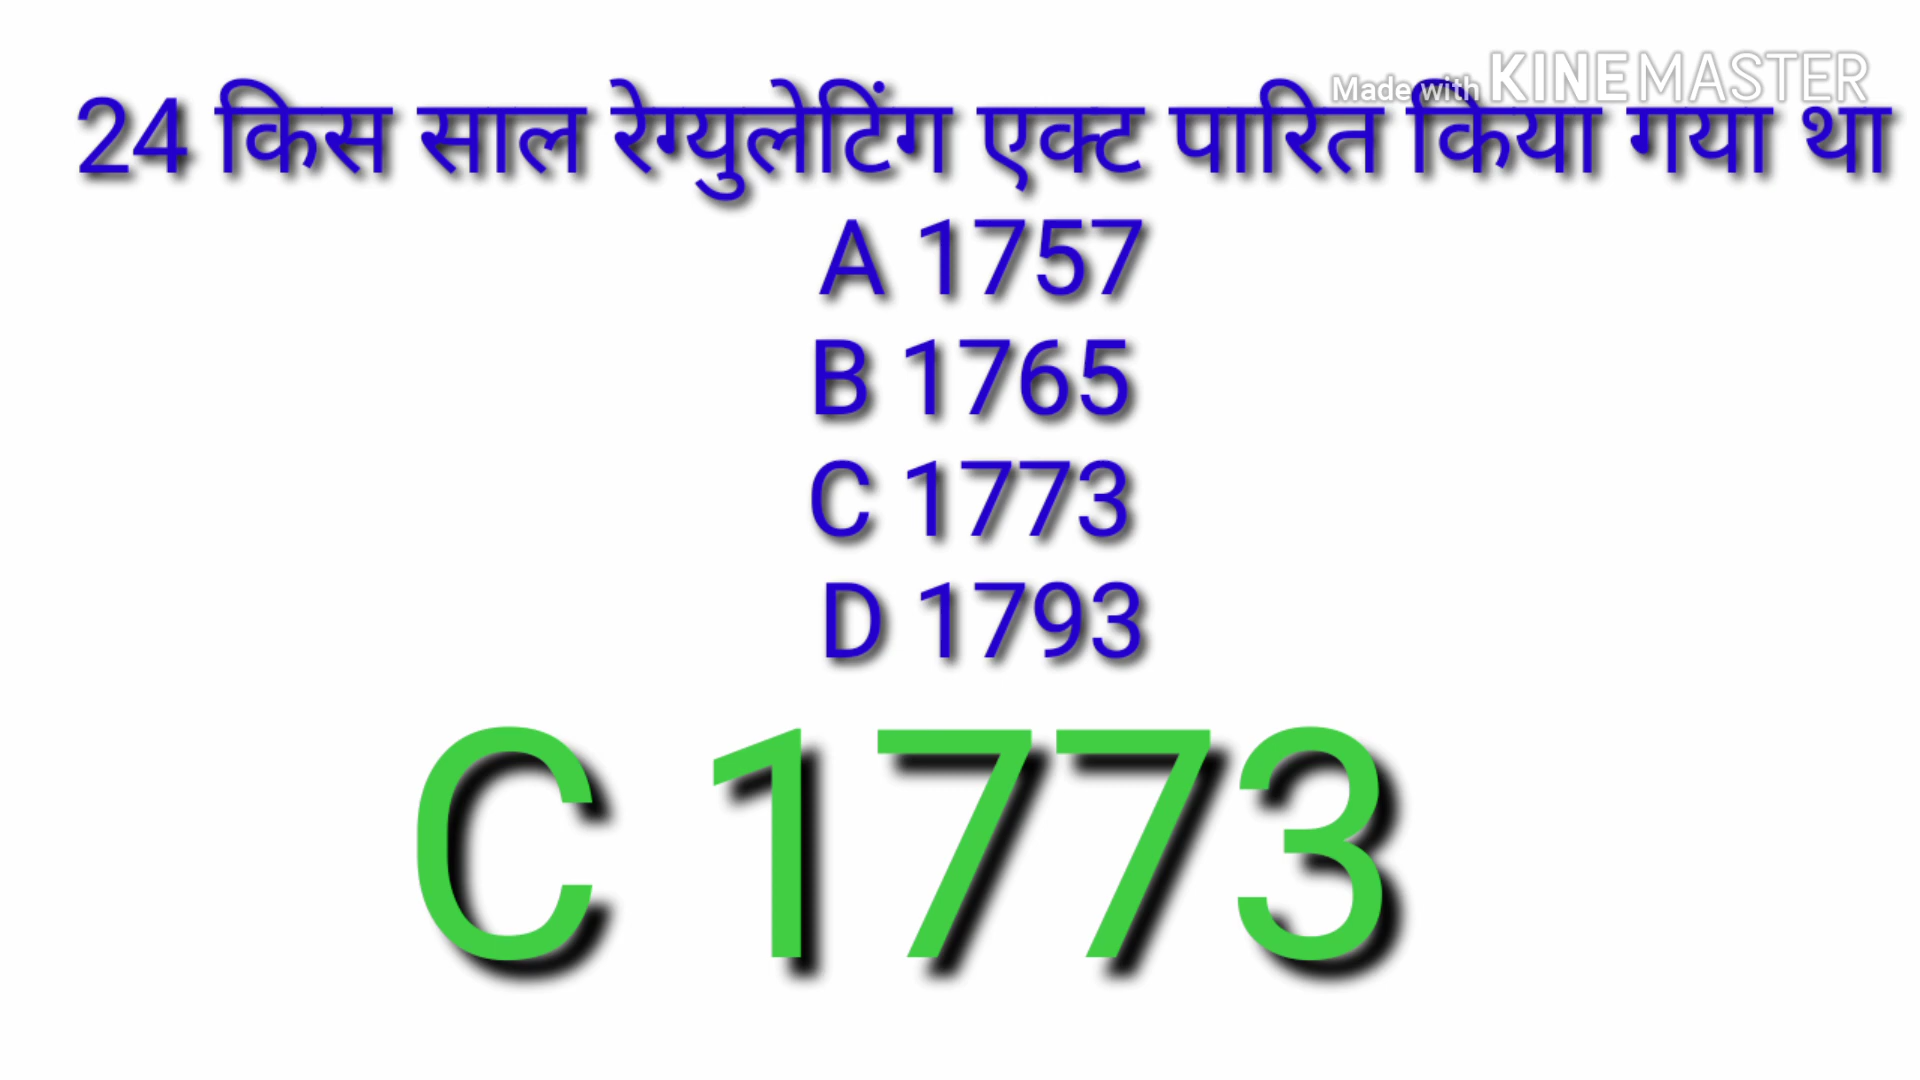 Made with KINEMASTER
24 किस साल रेग्युलेटिंग एक्ट पारित किया गया था
A 1757
B 1765
C 1773
D 1793
C 1773